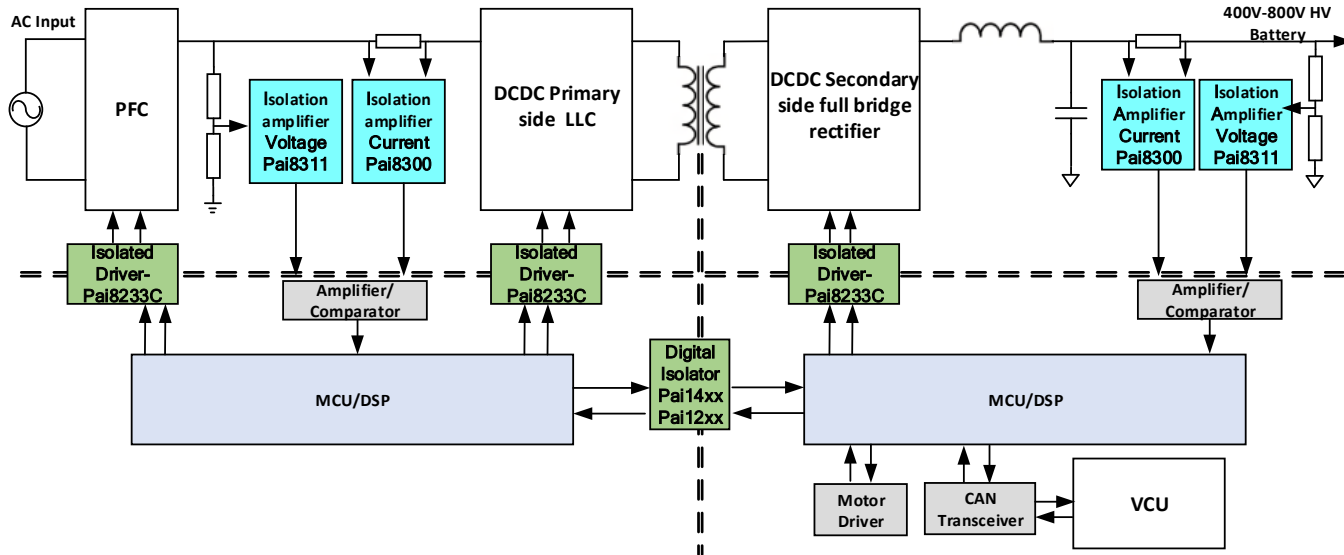 AC Input
PFC
Isolation
amplifier
Voltage
Pai8311
Isolation
amplifier
Current
Pai8300
DCDC Primary
side LLC
DCDC Secondary
side full bridge
rectifier
400V-800V HV
Battery
Isolation
Amplifier
Current
Pai8300
Isolation
Amplifier
Voltage
Pai8311
Isolated
Driver-
Pai8233C
Isolated
Driver-
Pai8233C
Isolated
Driver-
Pai8233C
Amplifier/
Comparator
Amplifier/
Comparator
MCU/DSP
Digital
Isolator
Pai14xx
Pai12xx
MCU/DSP
Motor
Driver
CAN
Transceiver
VCU